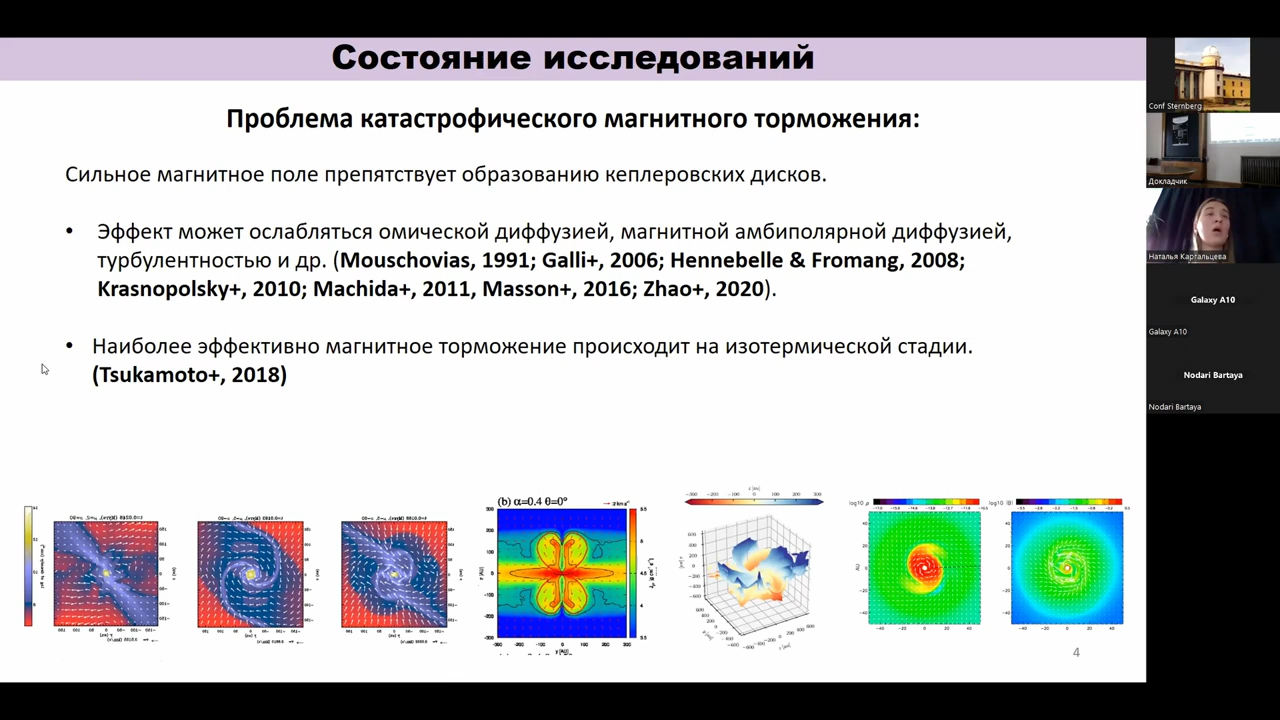 Состояние исследований
Проблема катастрофического магнитного торможения:
Сильное магнитное поле препятствует образованию кеплеровских дисков.
• Эффект может ослабляться омической диффузией, магнитной амбиполярной диффузией,
турбулентностью и др. (Mouschovias, 1991; Galli+, 2006; Hennebelle & Fromang, 2008;
Krasnopolsky+, 2010; Machida+, 2011, Masson+, 2016; Zhao+, 2020).
• Наиболее эффективно магнитное торможение происходит на изотермической стадии.
(Tsukamoto+, 2018)
(b) α=0.4 θ=0°
4
Conf Sternberg
Докладчик
Наталья Каргальцева
Galaxy A10
Galaxy A10
Nodari Bartaya
Nodari Bartaya